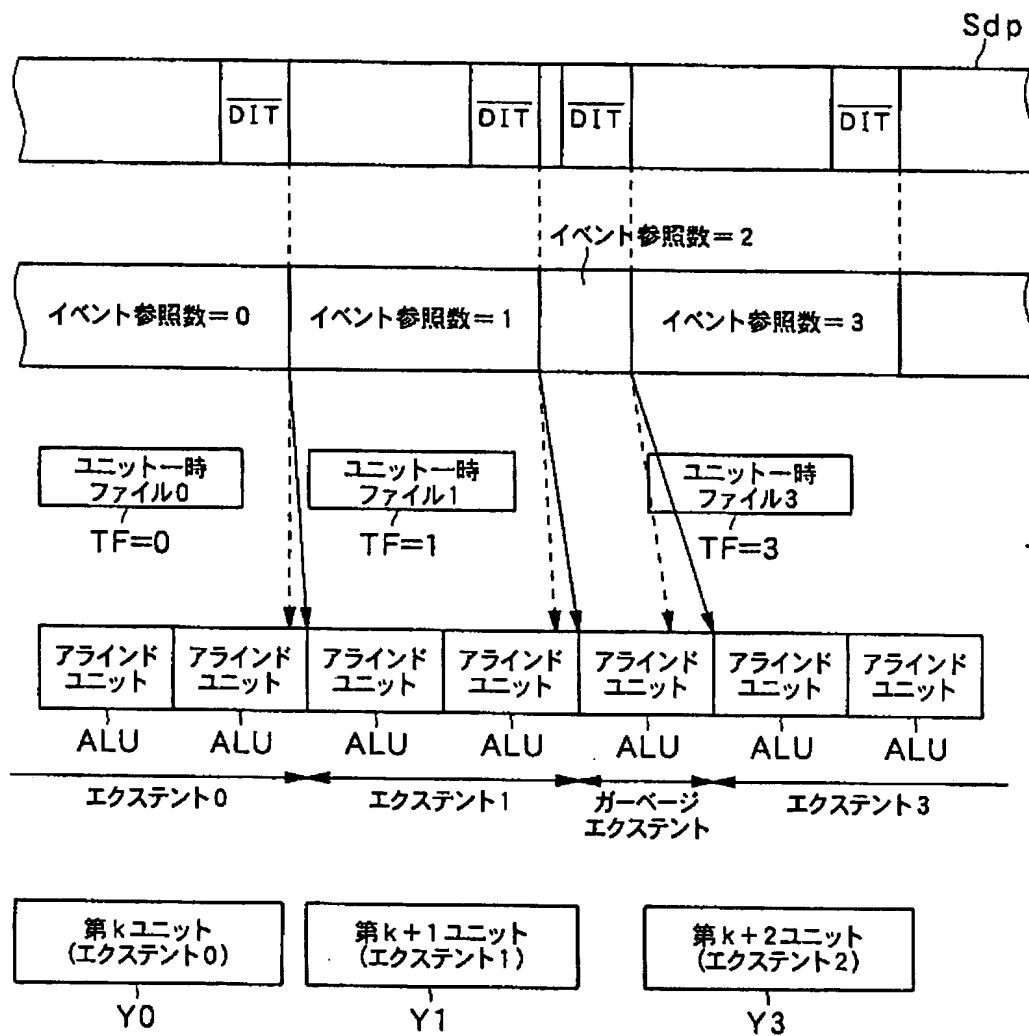 Sdp
DIT DIT DIT DIT
イベント参照数=2
イベント参照数=0 イベント参照数=1 イベント参照数=3
ユニット一時
ファイル0
ユニット一時
ファイル1
ユニット一時
ファイル3
TF=0 TF=1 TF=3
アラインド
ユニット
アラインド
ユニット
アラインド
ユニット
アラインド
ユニット
アラインド
ユニット
アラインド
ユニット
アラインド
ユニット
ALU ALU ALU ALU ALU ALU ALU
エクステント0 エクステント1 ガーベージ
エクステント
エクステント3
第kユニット
(エクステント0)
第k+1ユニット
(エクステント1)
第k+2ユニット
(エクステント2)
Y0 Y1 Y3